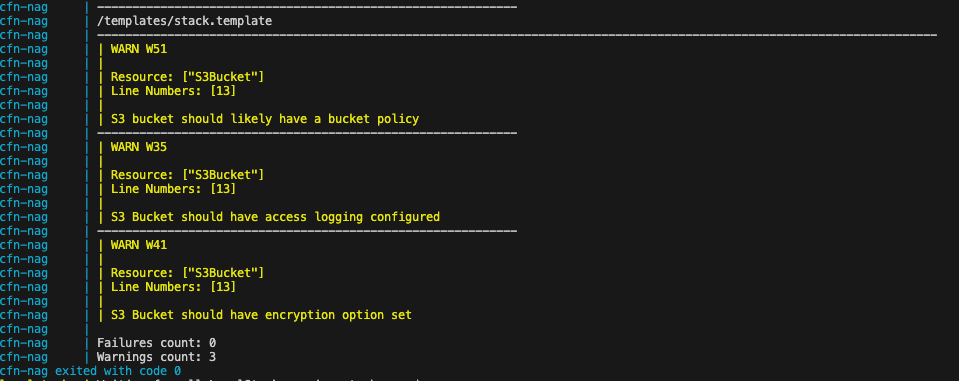 cfn-nag | ------------------------------------------------------------
cfn-nag | /templates/stack.template
cfn-nag | ------------------------------------------------------------------------------------------------------------------------
cfn-nag | | WARN W51
cfn-nag | |
cfn-nag | | Resource: ["S3Bucket"]
cfn-nag | | Line Numbers: [13]
cfn-nag | |
cfn-nag | | S3 bucket should likely have a bucket policy
cfn-nag | ------------------------------------------------------------
cfn-nag | | WARN W35
cfn-nag | |
cfn-nag | | Resource: ["S3Bucket"]
cfn-nag | | Line Numbers: [13]
cfn-nag | |
cfn-nag | | S3 Bucket should have access logging configured
cfn-nag | ------------------------------------------------------------
cfn-nag | | WARN W41
cfn-nag | |
cfn-nag | | Resource: ["S3Bucket"]
cfn-nag | | Line Numbers: [13]
cfn-nag | |
cfn-nag | | S3 Bucket should have encryption option set
cfn-nag |
cfn-nag | Failures count: 0
cfn-nag | Warnings count: 3
cfn-nag exited with code 0